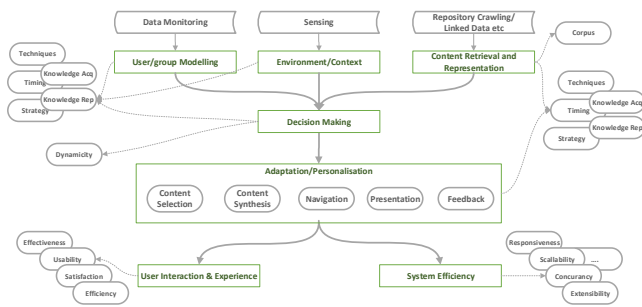 Data Monitoring
Sensing
Repository Crawling/
Linked Data etc
Corpus
Techniques
User/group Modelling
Environment/Context
Content Retrieval and
Representation
Knowledge Acq
Timing
Knowledge Rep
Strategy
Techniques
Knowledge Acq
Timing
Knowledge Rep
Strategy
Decision Making
Dynamicity
Adaptation/Personalisation
Content
Selection
Content
Synthesis
Navigation
Presentation
Feedback
Effectiveness
Usability
Satisfaction
Efficiency
User Interaction & Experience
System Efficiency
Responsiveness
Scallability
....
Concurancy
Extensibility